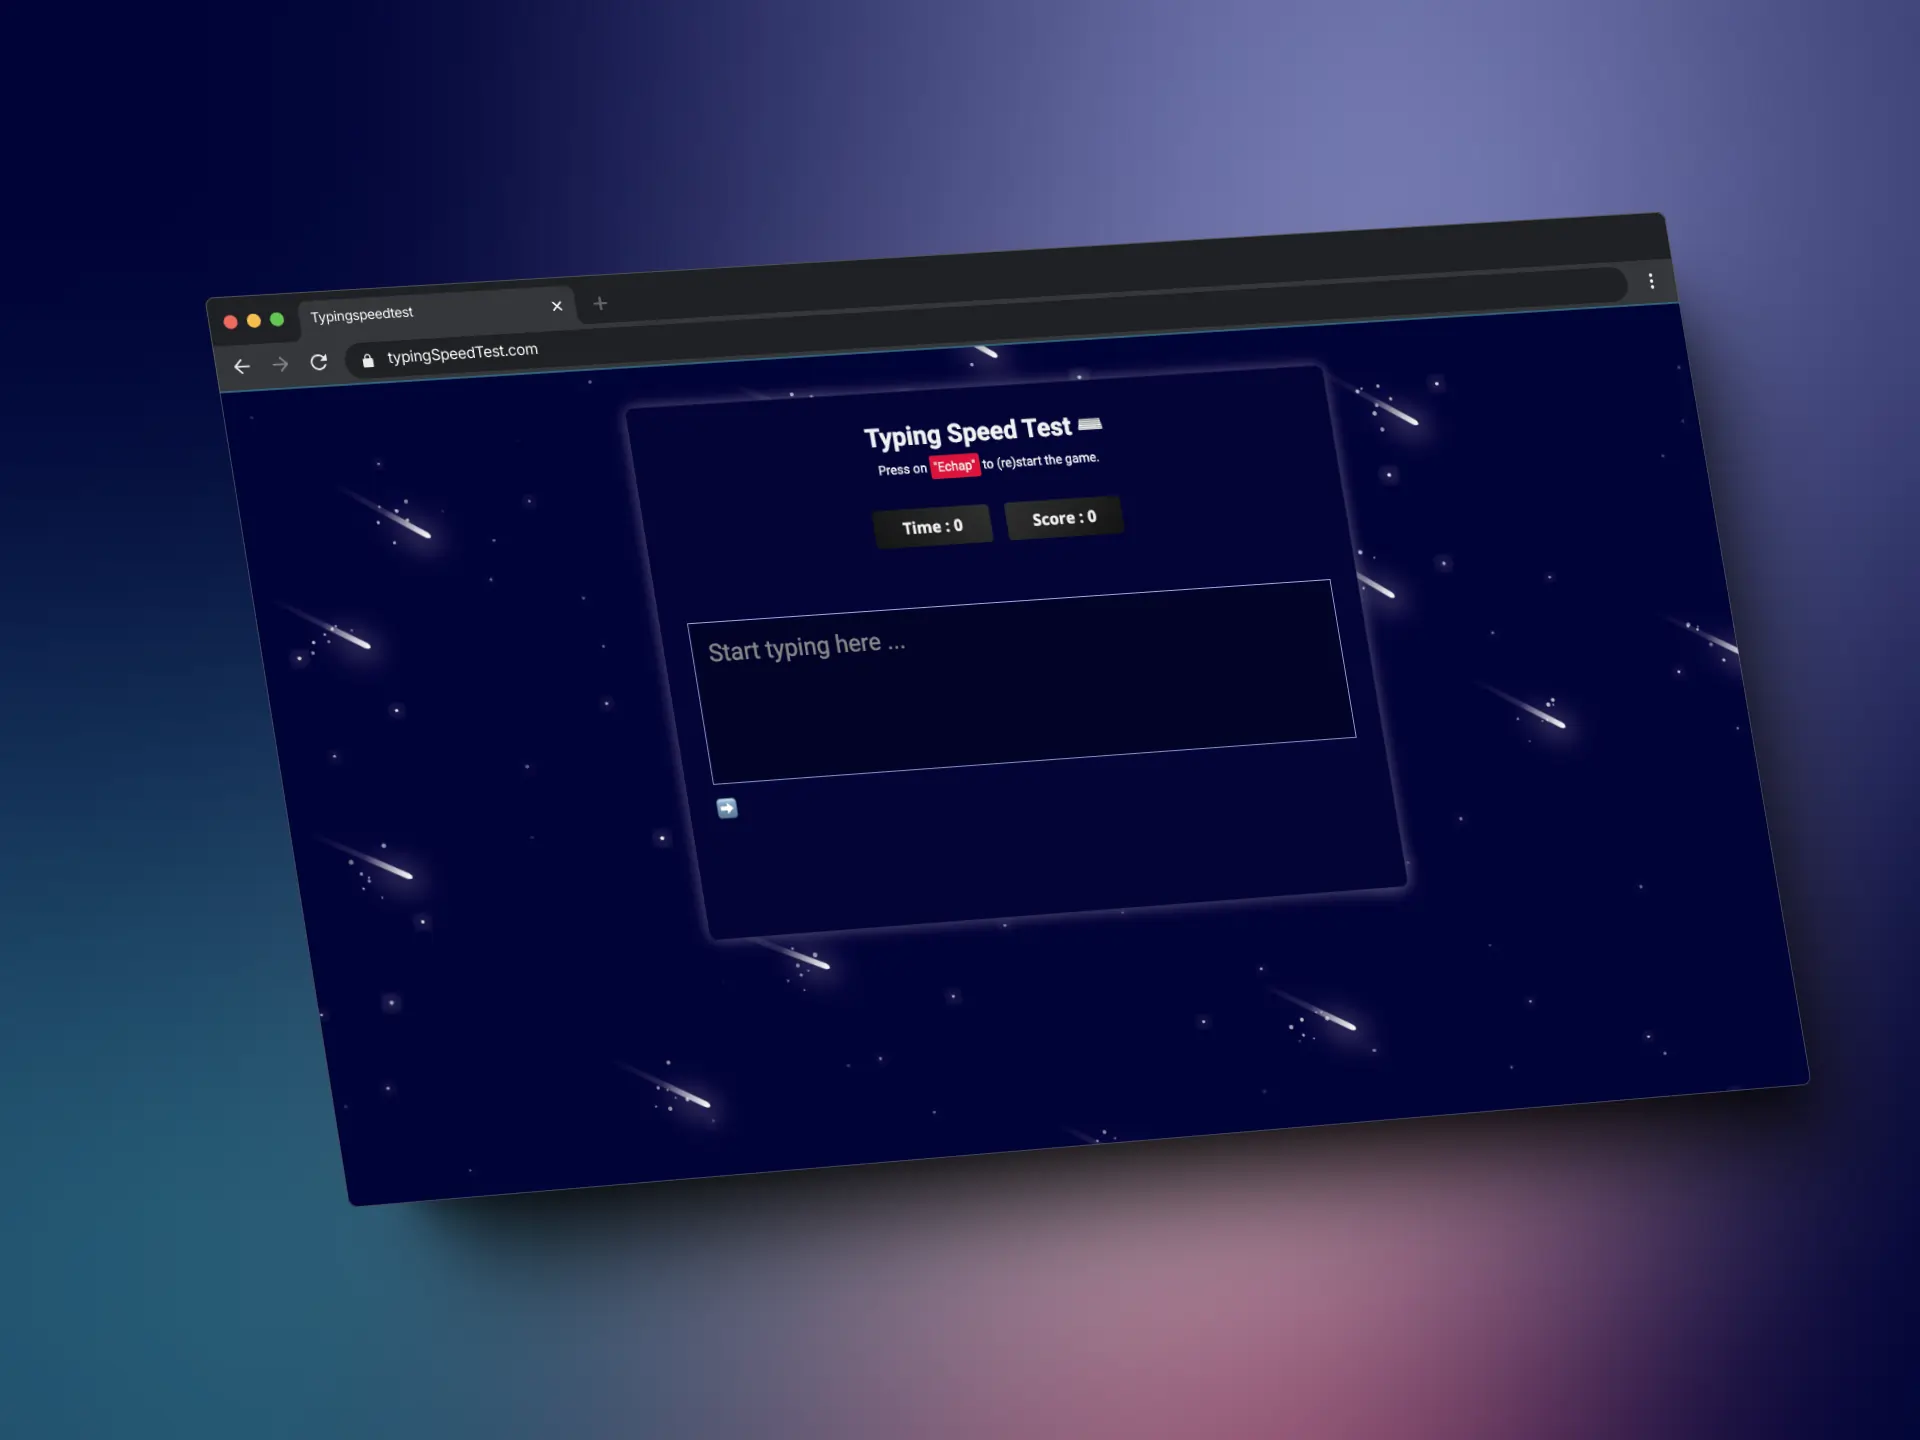 Typingspeedtest
typingSpeedTest.com
Typing Speed Test
Press on "Echap" to (re)start the game.
Time : 0 Score : 0
Start typing here ...